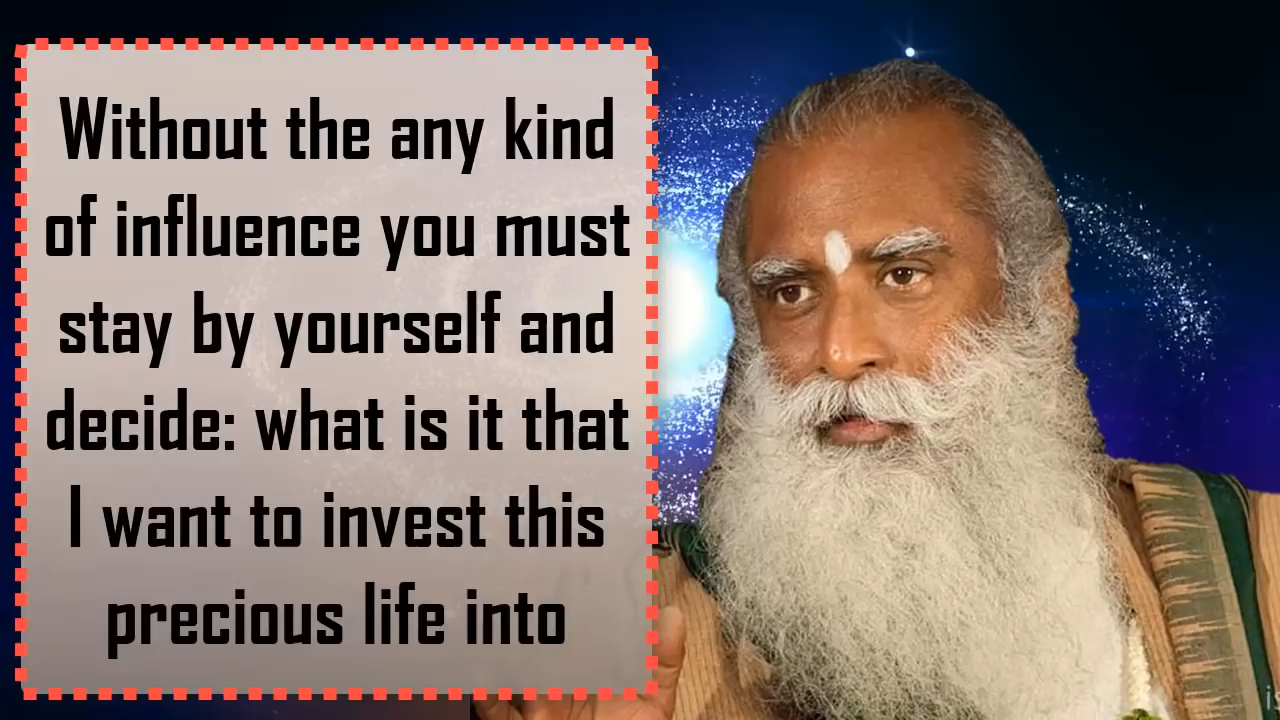 Without the any kind
of influence you must
stay by yourself and
decide: what is it that
I want to invest this
precious life into